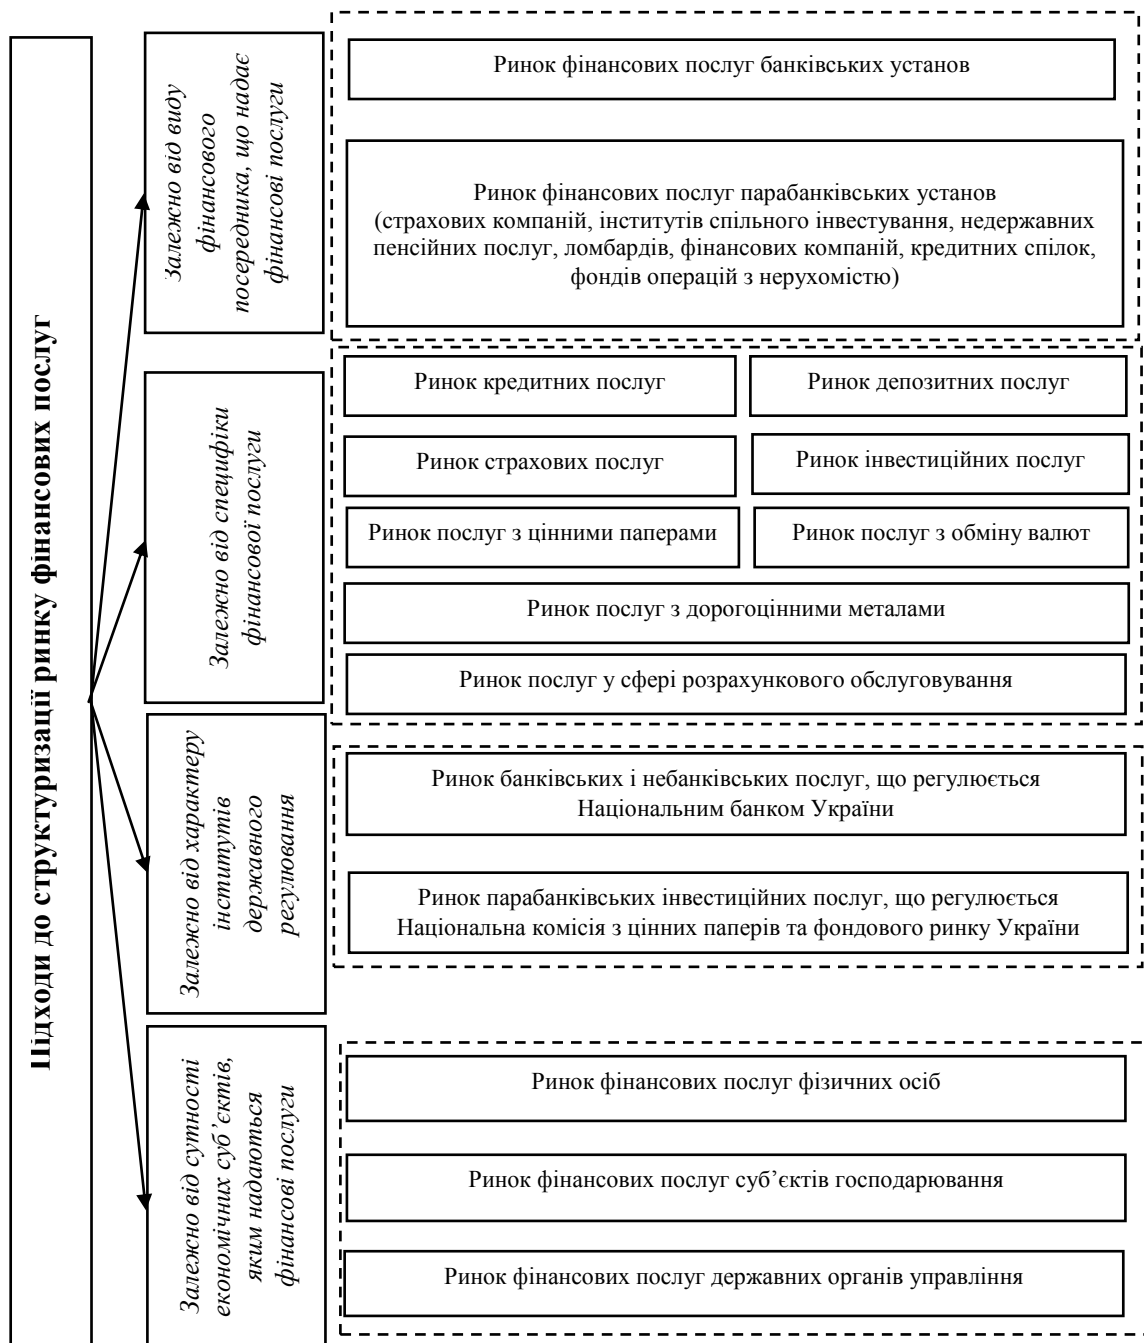 Підходи до структуризації ринку фінансових послуг
Залежно від виду
фінансового
посередника, що надає
фінансові послуги
Ринок фінансових послуг банківських установ
Ринок фінансових послуг парабанківських установ
(страхових компаній, інститутів спільного інвестування, недержавних
пенсійних послуг, ломбардів, фінансових компаній, кредитних спілок,
фондів операцій з нерухомістю)
Залежно від специфіки
фінансової послуги
Ринок кредитних послуг
Ринок депозитних послуг
Ринок страхових послуг
Ринок інвестиційних послуг
Ринок послуг з цінними паперами
Ринок послуг з обміну валют
Ринок послуг з дорогоцінними металами
Ринок послуг у сфері розрахункового обслуговування
Залежно від характеру
інститутів
державного
регулювання
Ринок банківських і небанківських послуг, що регулюється
Національним банком України
Ринок парабанківських інвестиційних послуг, що регулюється
Національна комісія з цінних паперів та фондового ринку України
Залежно від сутності
економічних суб’єктів,
яким надаються
фінансові послуги
Ринок фінансових послуг фізичних осіб
Ринок фінансових послуг суб’єктів господарювання
Ринок фінансових послуг державних органів управління